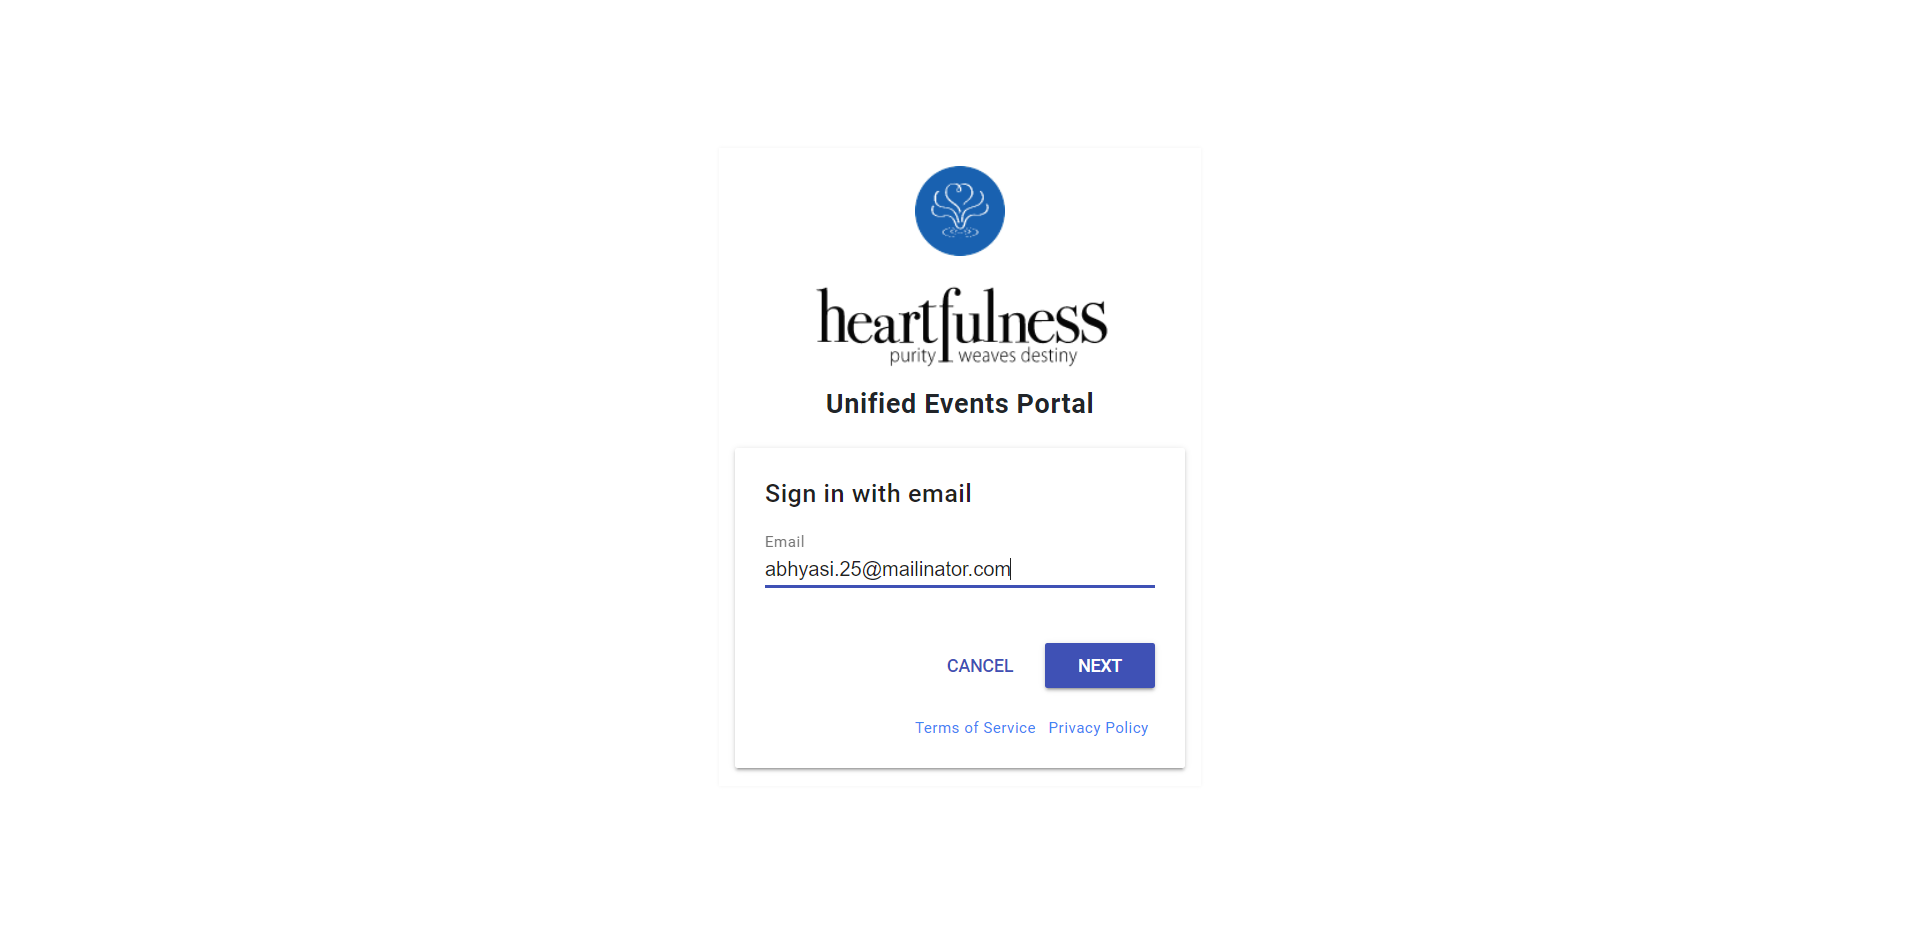 heartfulness
purity weaves destiny
Unified Events Portal
Sign in with email
Email
abhyasi.25@mailinator.com
CANCEL NEXT
Terms of Service Privacy Policy